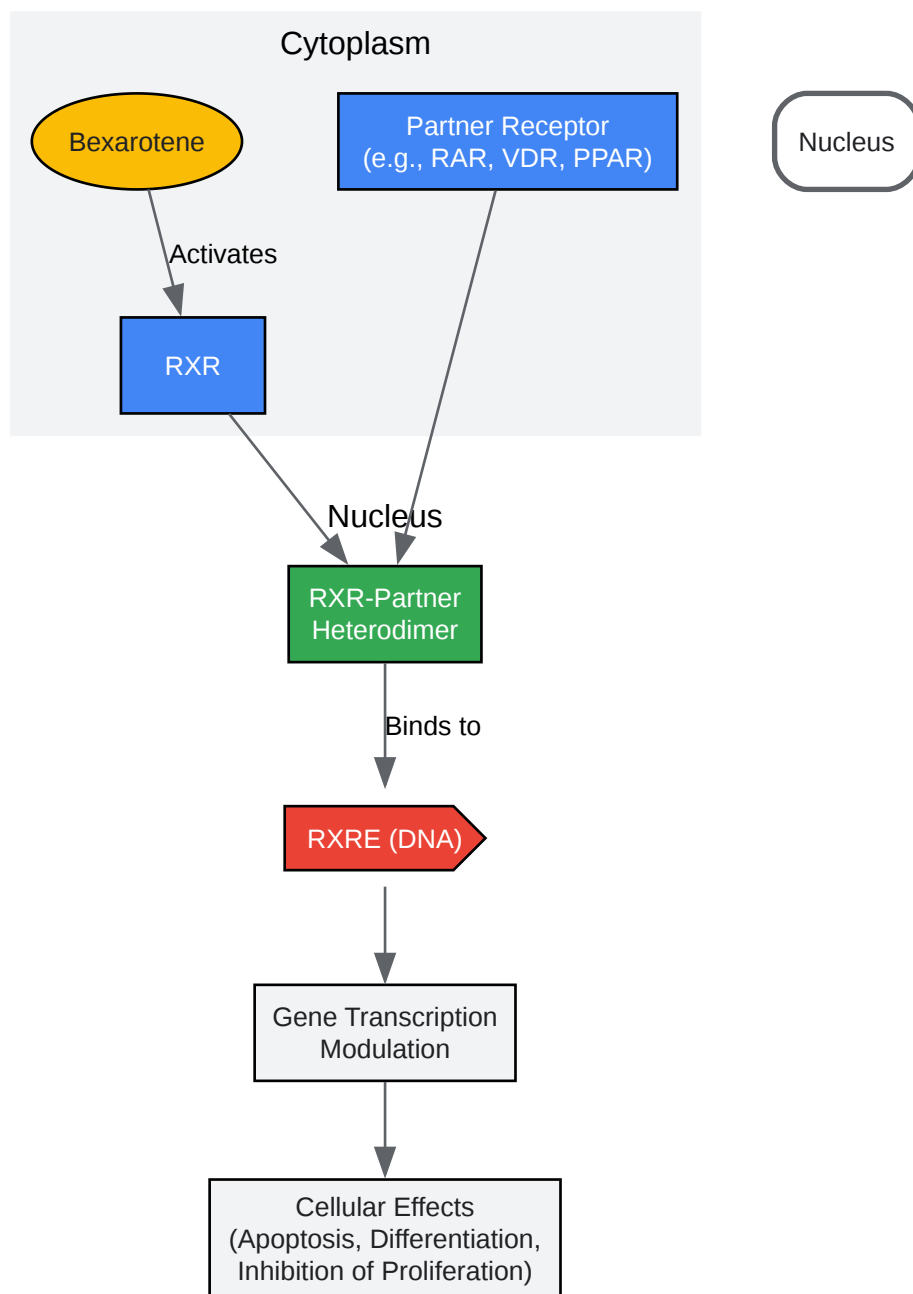 Cytoplasm
Bexarotene
Partner Receptor
(e.g., RAR, VDR, PPAR)
Nucleus
Activates
RXR
Nucleus
RXR-Partner
Heterodimer
Binds to
RXRE (DNA)
Gene Transcription
Modulation
Cellular Effects
(Apoptosis, Differentiation,
Inhibition of Proliferation)